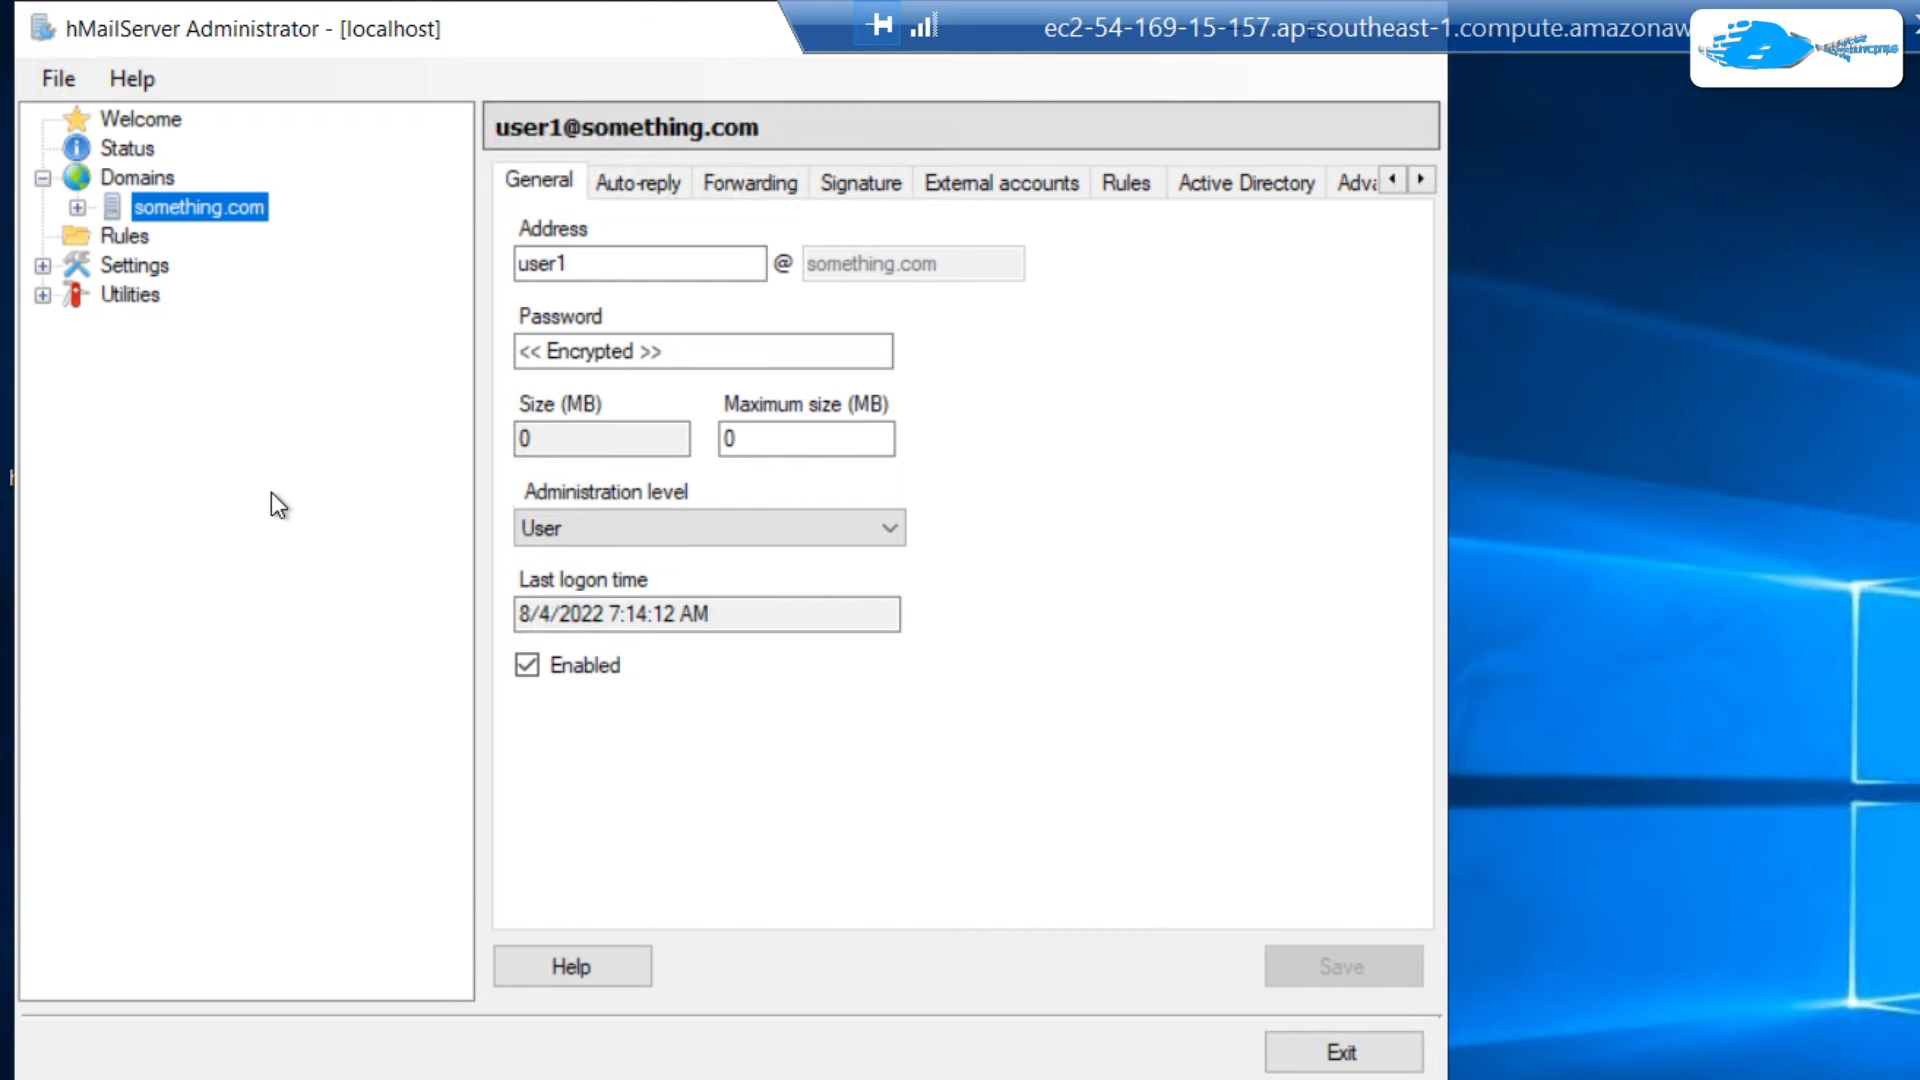 hMailServer Administrator - [localhost]
ec2-54-169-15-157.ap-southeast-1.compute.amazonaw
File Help
Welcome
Status
Domains
something.com
Rules
Settings
Utilities
user1@something.com
General Auto-reply Forwarding Signature External accounts Rules Active Directory Adva
Address
user1 @ something.com
Password
<< Encrypted >>
Size (MB) Maximum size (MB)
0 0
Administration level
User
Last logon time
8/4/2022 7:14:12 AM
Enabled
Help Save
Exit